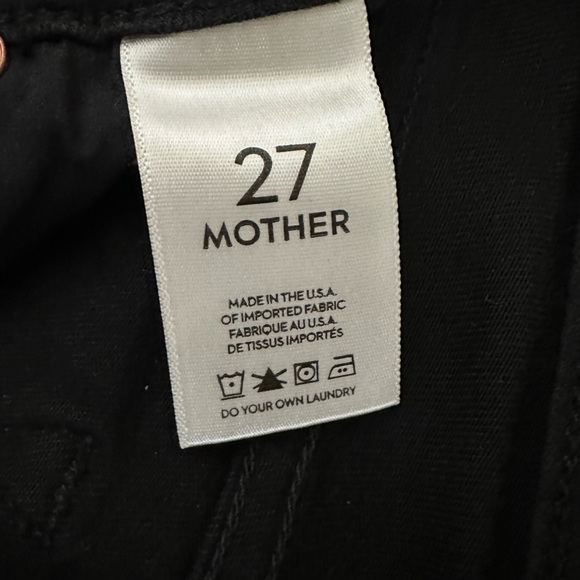 27
MOTHER
MADE IN THE U.S.A.
OF IMPORTED FABRIC
FABRIQUE AU U.S.A.
DE TISSUS IMPORTÉS
DO YOUR OWN LAUNDRY